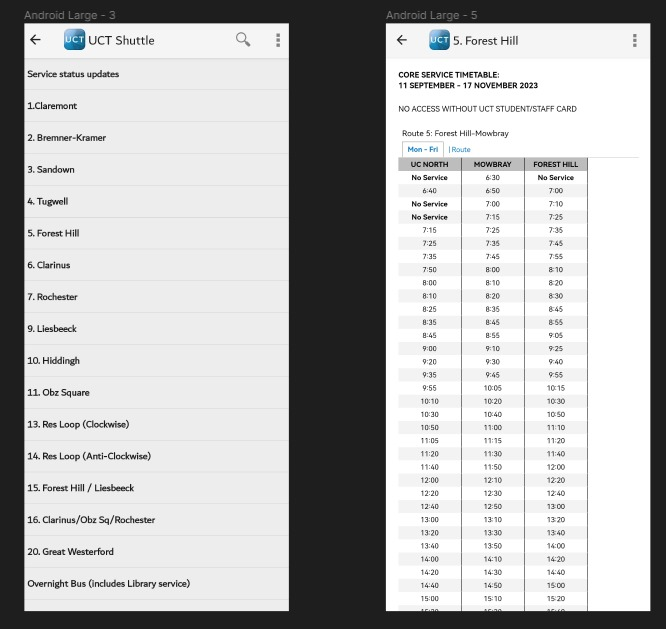 Android Large - 3
UCT UCT Shuttle
Service status updates
1.Claremont
2. Bremner-Kramer
3. Sandown
4. Tugwell
5. Forest Hill
6. Clarinus
7. Rochester
9. Liesbeeck
10. Hiddingh
11. Obz Square
13. Res Loop (Clockwise)
14. Res Loop (Anti-Clockwise)
15. Forest Hill / Liesbeeck
16. Clarinus/Obz Sq/Rochester
20. Great Westerford
Overnight Bus (includes Library service)
Android Large - 5
UCT 5. Forest Hill
CORE SERVICE TIMETABLE:
11 SEPTEMBER - 17 NOVEMBER 2023
NO ACCESS WITHOUT UCT STUDENT/STAFF CARD
Route 5: Forest Hill-Mowbray
Mon - Fri |Route
UC NORTH MOWBRAY FOREST HILL
No Service 6:30 No Service
6:40 6:50 7:00
No Service 7:00 7:10
No Service 7:15 7:25
7:15 7:25 7:35
7:25 7:35 7:45
7:35 7:45 7:55
7:50 8:00 8:10
8:00 8:10 8:20
8:10 8:20 8:30
8:25 8:35 8:45
8:35 8:45 8:55
8:45 8:55 9:05
9:00 9:10 9:25
9:20 9:30 9:40
9:35 9:45 9:55
9:55 10:05 10:15
10:10 10:20 10:30
10:30 10:40 10:50
10:50 11:00 11:10
11:05 11:15 11:20
11:20 11:30 11:40
11:40 11:50 12:00
12:00 12:10 12:20
12:20 12:30 12:40
12:40 12:50 13:00
13:00 13:10 13:20
13:20 13:30 13:40
13:40 13:50 14:00
14:00 14:10 14:20
14:20 14:30 14:40
14:40 14:50 15:00
15:00 15:10 15:20